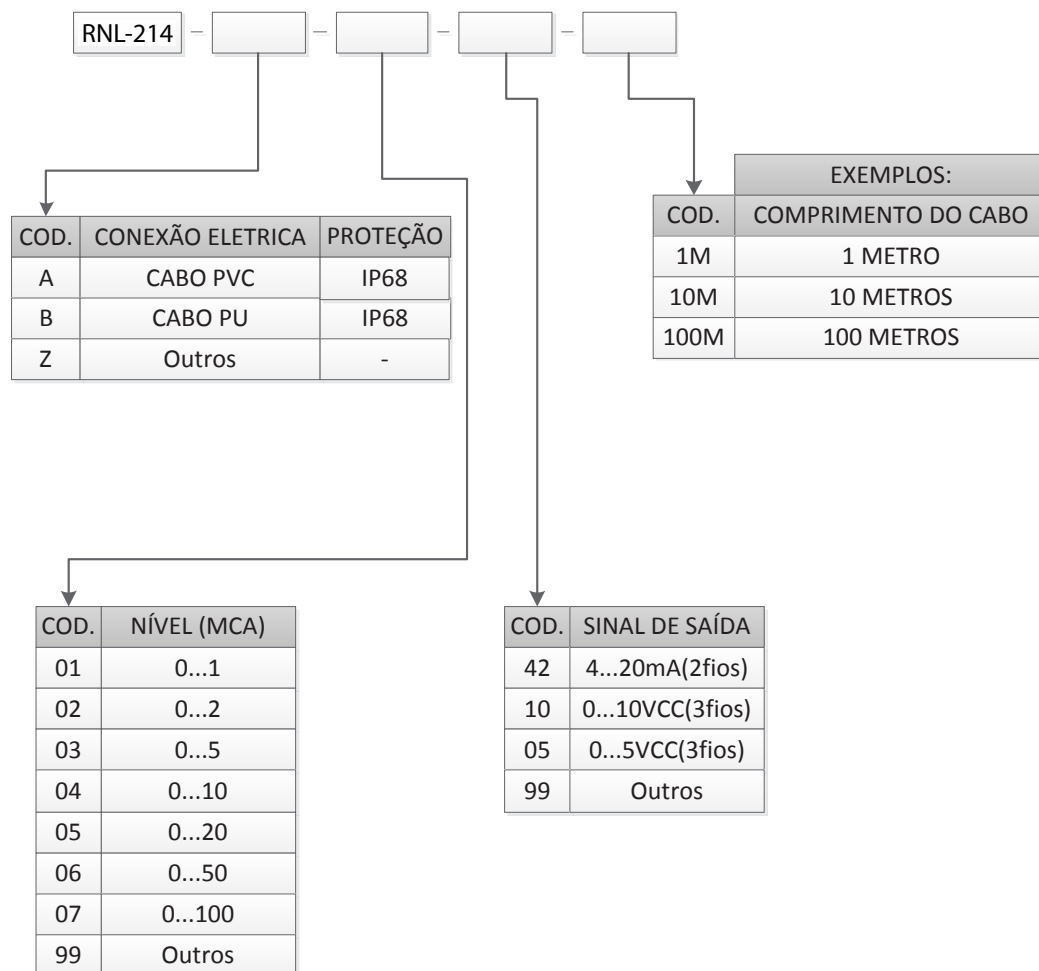 RNL-214 - - - -
COD. CONEXÃO ELETRICA PROTEÇÃO
A CABO PVC IP68
B CABO PU IP68
Z Outros -
EXEMPLOS:
COD. COMPRIMENTO DO CABO
1M 1 METRO
10M 10 METROS
100M 100 METROS
COD. NÍVEL (MCA)
01 0...1
02 0...2
03 0...5
04 0...10
05 0...20
06 0...50
07 0...100
99 Outros
COD. SINAL DE SAÍDA
42 4...20mA(2fios)
10 0...10VCC(3fios)
05 0...5VCC(3fios)
99 Outros